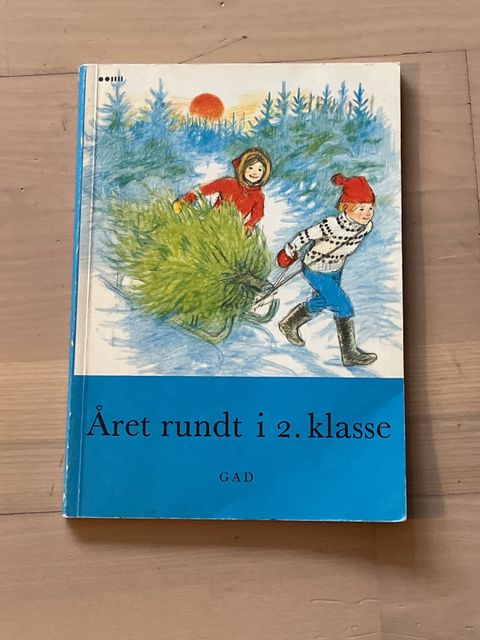 Året rundt i 2. klasse
GAD